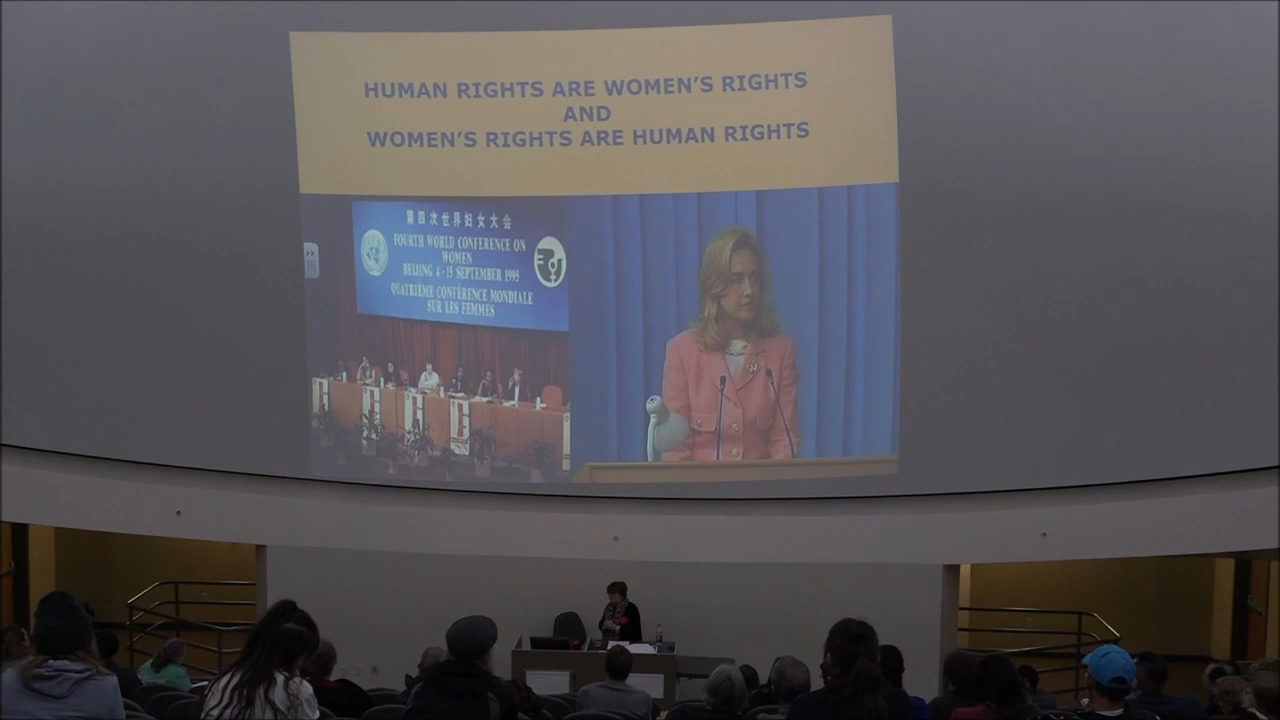 HUMAN RIGHTS ARE WOMEN'S RIGHTS
AND
WOMEN'S RIGHTS ARE HUMAN RIGHTS
第四次世界妇女大会
FOURTH WORLD CONFERENCE ON
WOMEN
BEIJING 4-15 SEPTEMBER 1995
QUATRIÈME CONFÉRENCE MONDIALE
SUR LES FEMMES